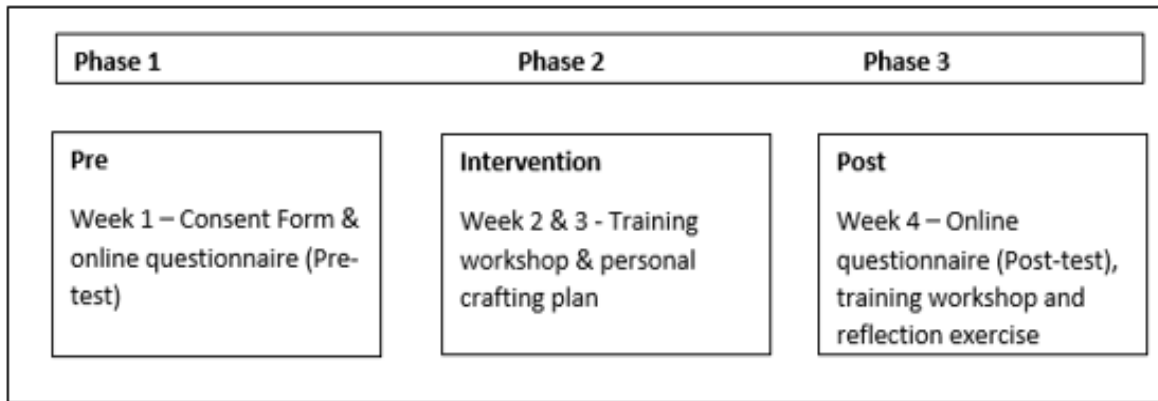 Phase 1 Phase 2 Phase 3
Pre
Week 1 – Consent Form &
online questionnaire (Pre-
test)
Intervention
Week 2 & 3 - Training
workshop & personal
crafting plan
Post
Week 4 – Online
questionnaire (Post-test),
training workshop and
reflection exercise